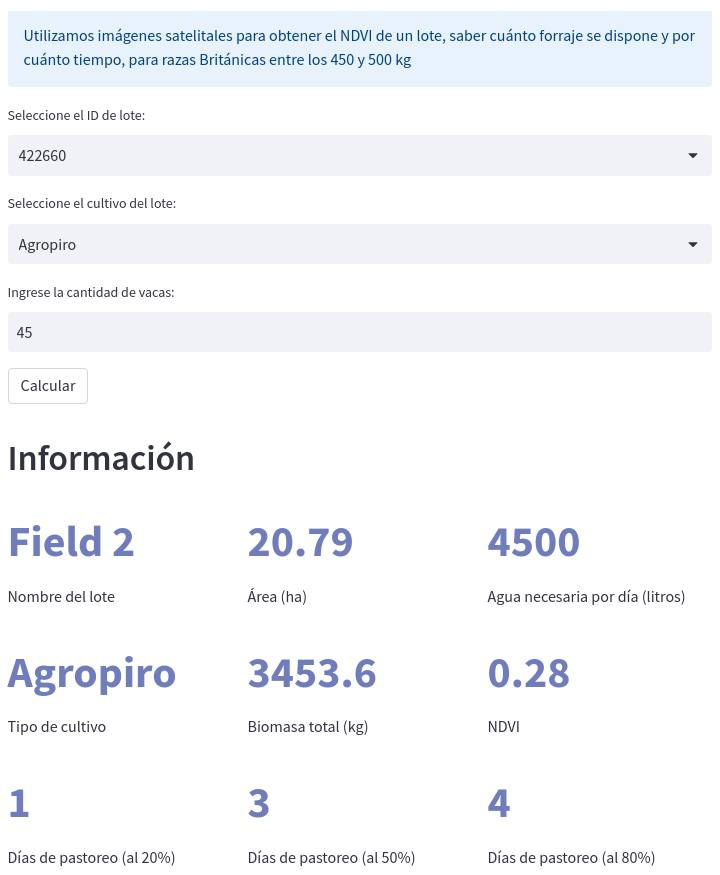 Utilizamos imágenes satelitales para obtener el NDVI de un lote, saber cuánto forraje se dispone y por
cuánto tiempo, para razas Británicas entre los 450 y 500 kg
Seleccione el ID de lote:
422660
Seleccione el cultivo del lote:
Agropiro
Ingrese la cantidad de vacas:
45
Calcular
Información
Field 2 20.79 4500
Nombre del lote Área (ha) Agua necesaria por día (litros)
Agropiro 3453.6 0.28
Tipo de cultivo Biomasa total (kg) NDVI
1 3 4
Días de pastoreo (al 20%) Días de pastoreo (al 50%) Días de pastoreo (al 80%)